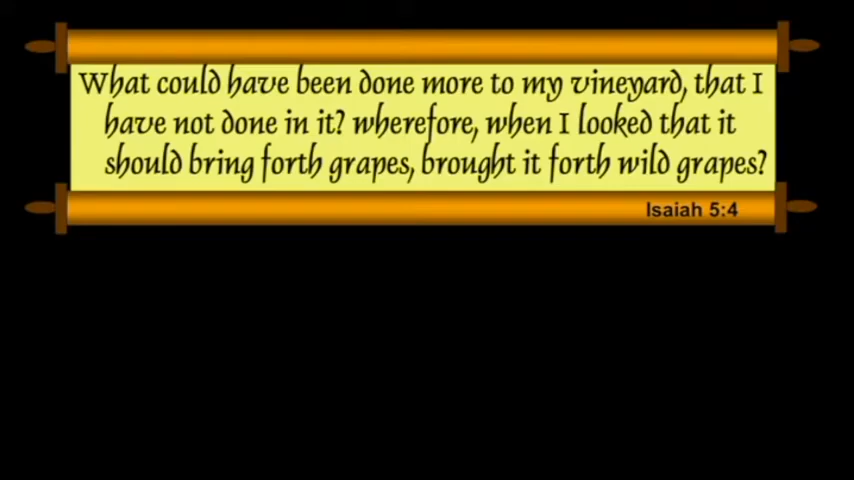 What could have been done more to my vineyard, that I
have not done in it? wherefore, when I looked that it
should bring forth grapes, brought it forth wild grapes?
Isaiah 5:4